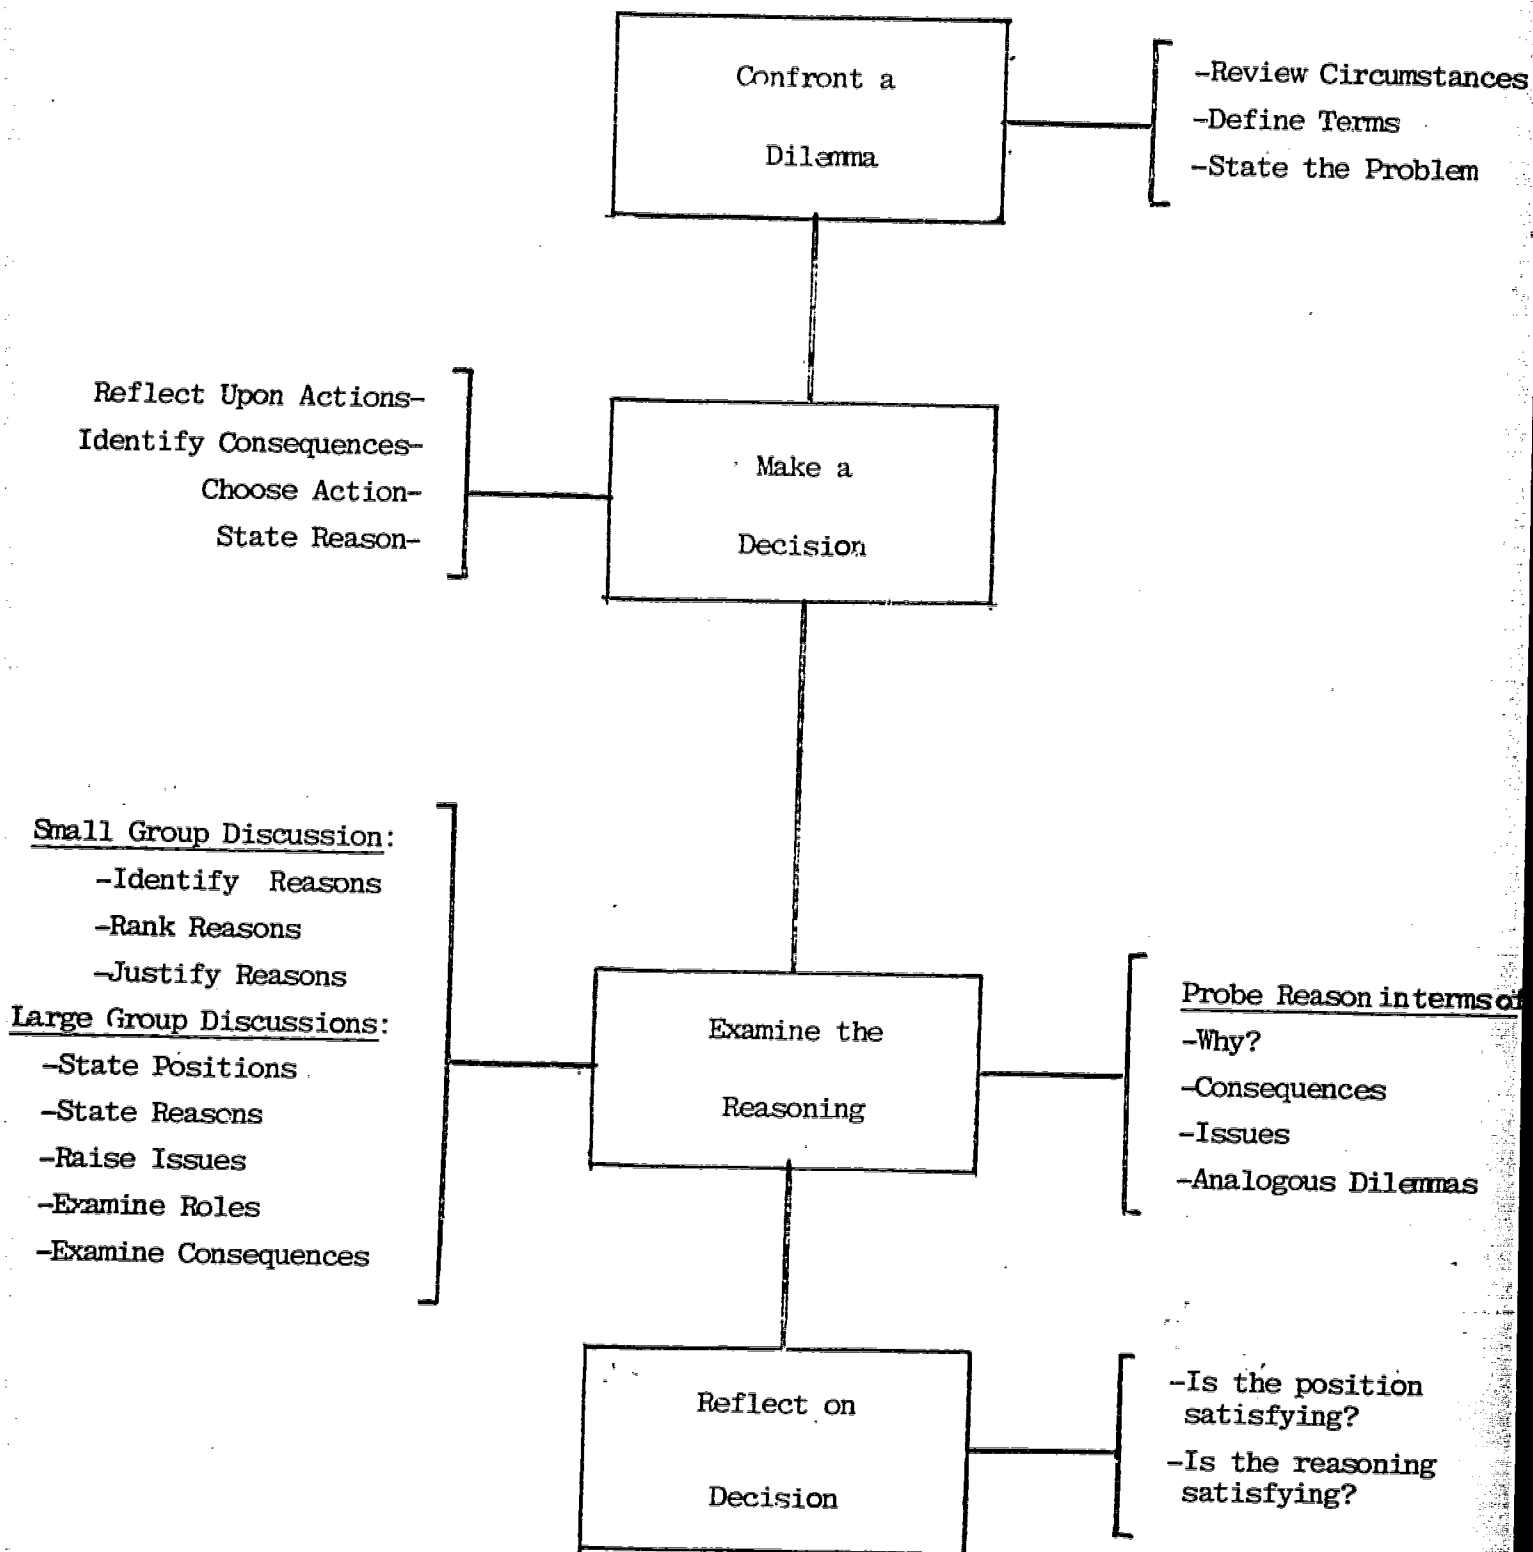 Confront a
Dilemma
-Review Circumstances
-Define Terms
-State the Problem
Reflect Upon Actions-
Identify Consequences-
Choose Action-
State Reason-
Make a
Decision
Small Group Discussion:
-Identify Reasons
-Rank Reasons
-Justify Reasons
Large Group Discussions:
-State Positions
-State Reasons
-Raise Issues
-Examine Roles
-Examine Consequences
Examine the
Reasoning
Probe Reason in terms of
-Why?
-Consequences
-Issues
-Analogous Dilemmas
Reflect on
Decision
-Is the position
satisfying?
-Is the reasoning
satisfying?